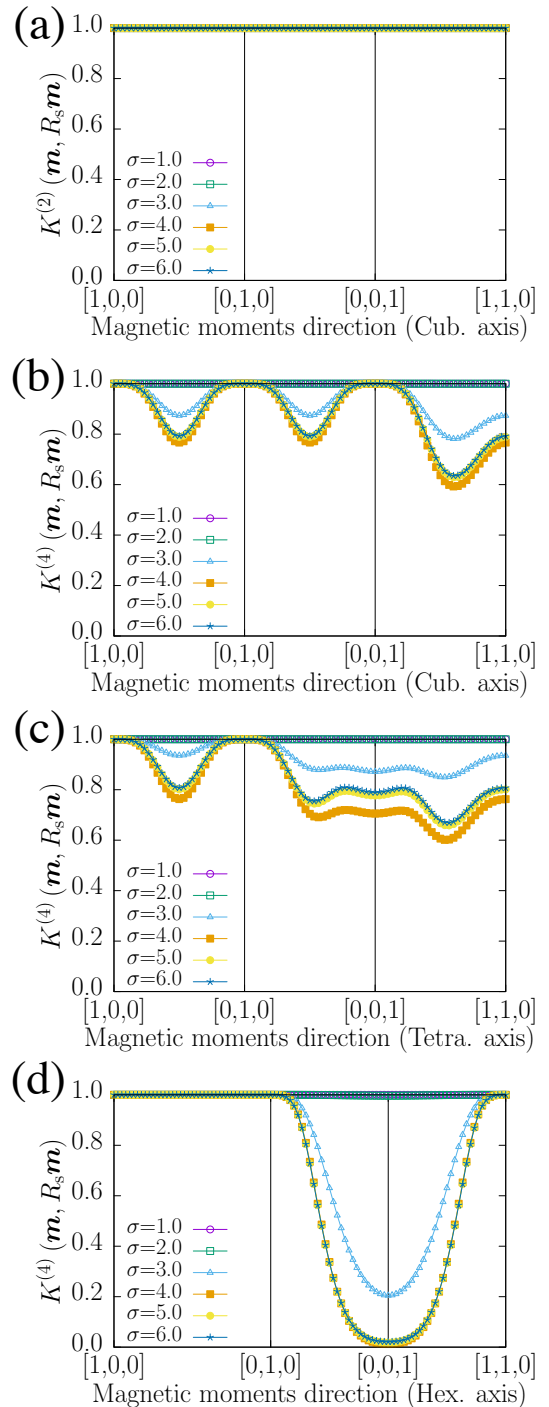 (a)
K^(2)(m, R_s m)
1.0
0.8
0.6
0.4
0.2
0.0
σ=1.0
σ=2.0
σ=3.0
σ=4.0
σ=5.0
σ=6.0
[1,0,0] [0,1,0] [0,0,1] [1,1,0]
Magnetic moments direction (Cub. axis)
(b)
K^(4)(m, R_s m)
1.0
0.8
0.6
0.4
0.2
0.0
σ=1.0
σ=2.0
σ=3.0
σ=4.0
σ=5.0
σ=6.0
[1,0,0] [0,1,0] [0,0,1] [1,1,0]
Magnetic moments direction (Cub. axis)
(c)
K^(4)(m, R_s m)
1.0
0.8
0.6
0.4
0.2
0.0
σ=1.0
σ=2.0
σ=3.0
σ=4.0
σ=5.0
σ=6.0
[1,0,0] [0,1,0] [0,0,1] [1,1,0]
Magnetic moments direction (Tetra. axis)
(d)
K^(4)(m, R_s m)
1.0
0.8
0.6
0.4
0.2
0.0
σ=1.0
σ=2.0
σ=3.0
σ=4.0
σ=5.0
σ=6.0
[1,0,0] [0,1,0] [0,0,1] [1,1,0]
Magnetic moments direction (Hex. axis)